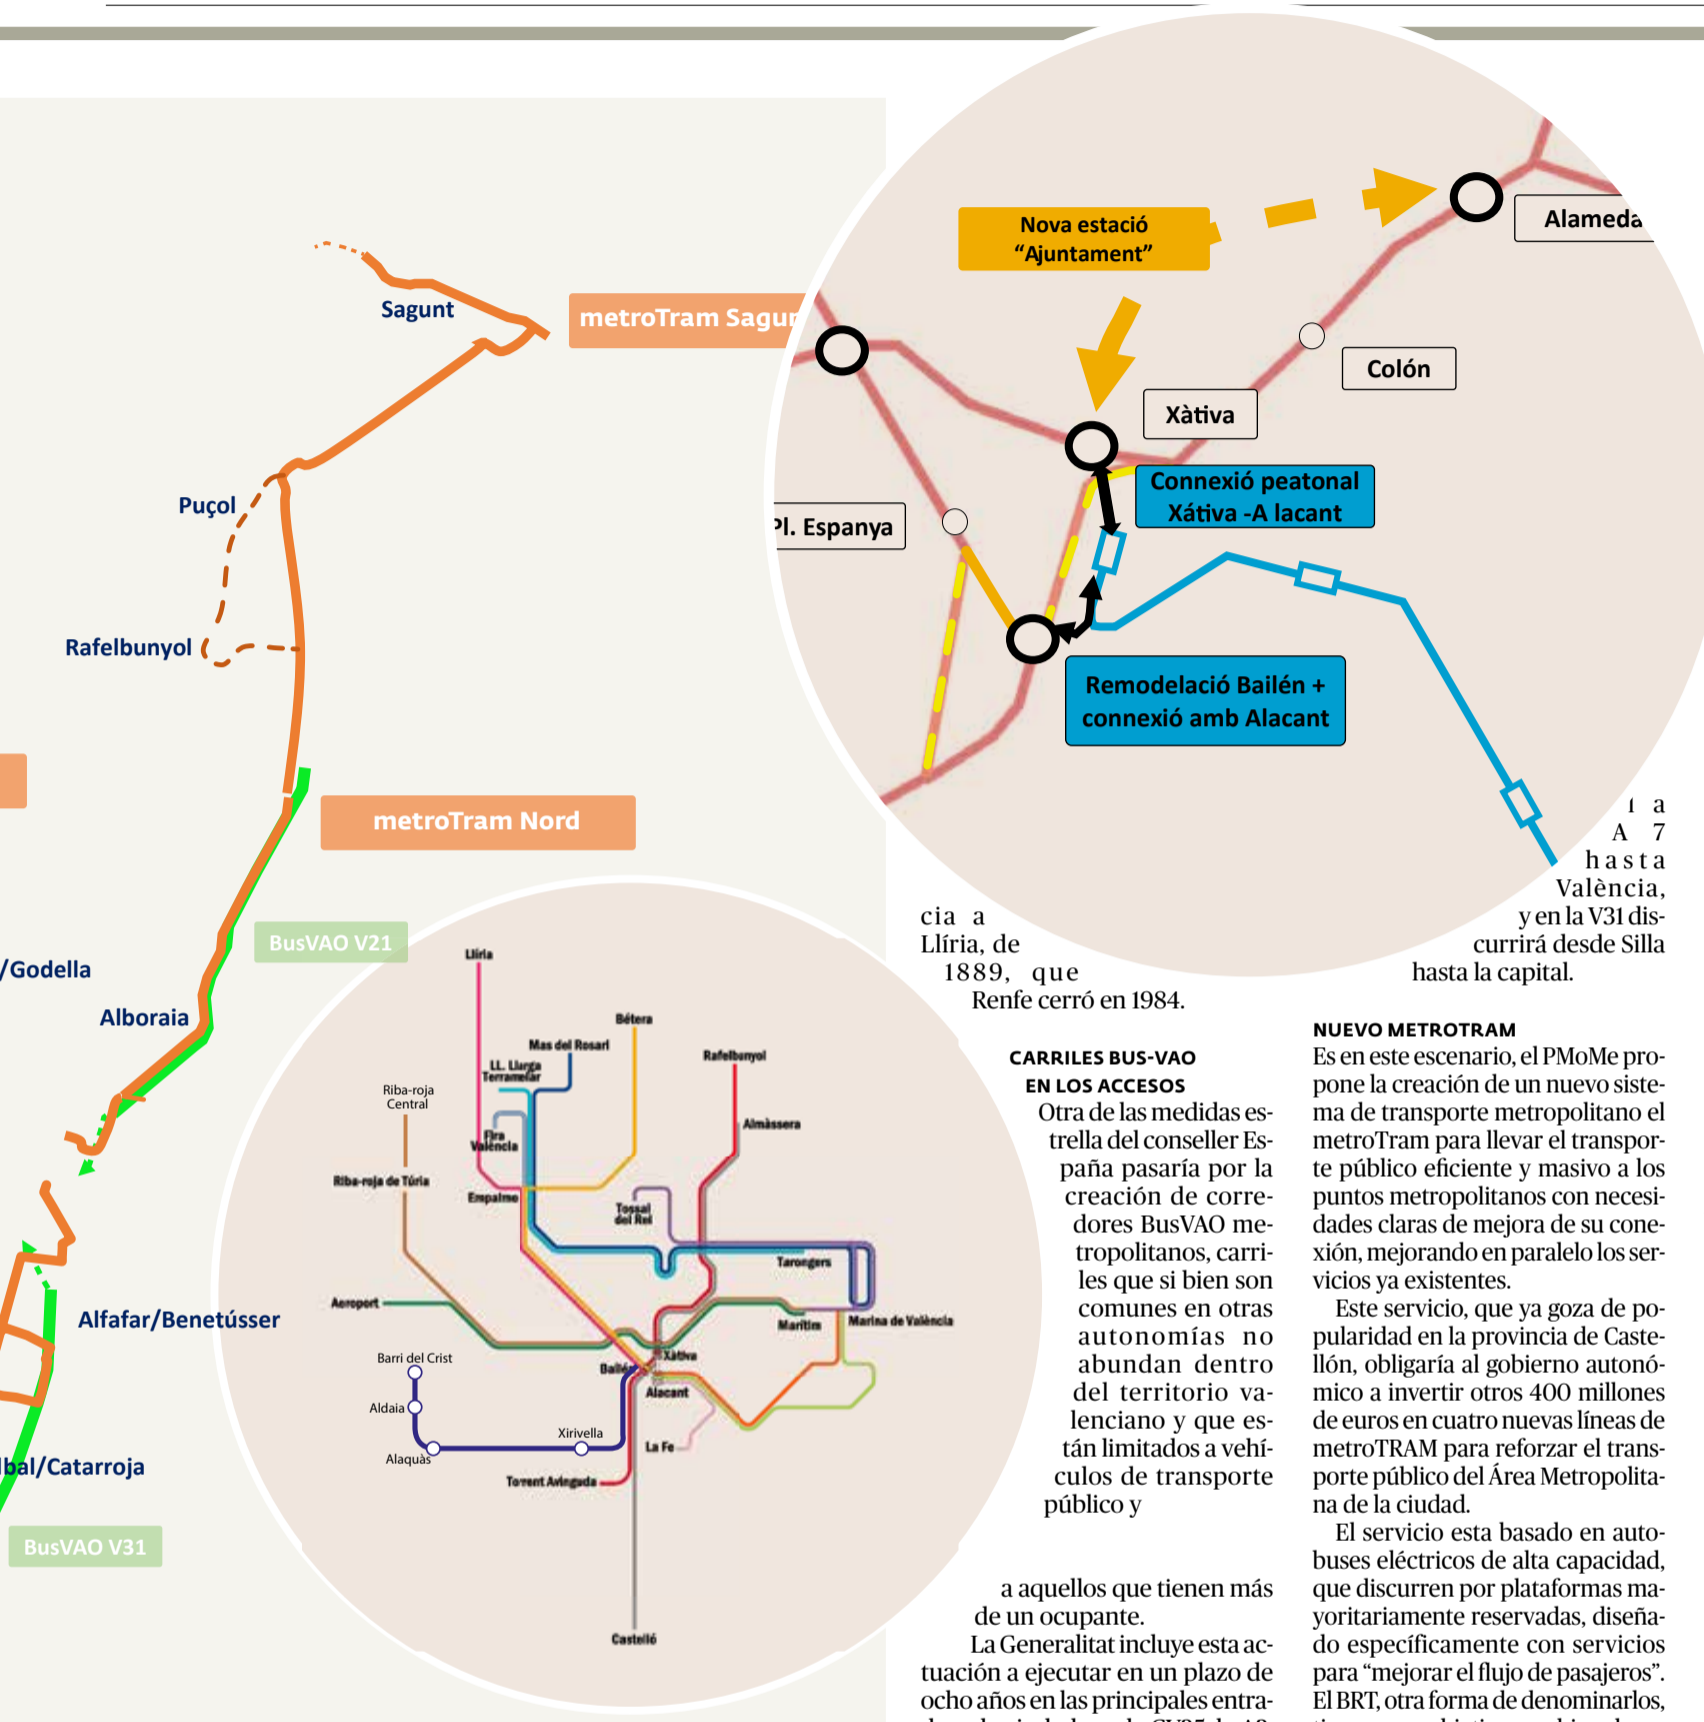 Sagunt
metroTram Sagun
Puçol
Rafelbunyol
metroTram Nord
BusVAO V21
/Godella
Alboraia
Alfafar/Benetússer
lbal/Catarroja
BusVAO V31
Nova estació
“Ajuntament”
Alameda
Colón
Xàtiva
Connexió peatonal
Xátiva -A lacant
Pl. Espanya
Remodelació Bailén +
connexió amb Alacant
Llíria
Bétera
Mas del Rosari
Rafelbunyol
LL. Llarga
Terramelar
Riba-roja
Central
Almàssera
Fira
València
Riba-roja de Túria
Empalme
Tossal
del Rei
Tarongers
Aeroport
Marítim
Marina de València
Xàtiva
Barri del Crist
Bailén
Alacant
Aldaia
Xirivella
La Fe
Alaquàs
Torrent Avinguda
Castelló
cia a
Llíria, de
1889, que
Renfe cerró en 1984.
CARRILES BUS-VAO
EN LOS ACCESOS
Otra de las medidas es-
trella del conseller Es-
paña pasaría por la
creación de corre-
dores BusVAO me-
tropolitanos, carri-
les que si bien son
comunes en otras
autonomías no
abundan dentro
del territorio va-
lenciano y que es-
tán limitados a vehí-
culos de transporte
público y
a aquellos que tienen más
de un ocupante.
La Generalitat incluye esta ac-
tuación a ejecutar en un plazo de
ocho años en las principales entra-
a
A 7
hasta
València,
y en la V31 dis-
currirá desde Silla
hasta la capital.
NUEVO METROTRAM
Es en este escenario, el PMoMe pro-
pone la creación de un nuevo siste-
ma de transporte metropolitano el
metroTram para llevar el transpor-
te público eficiente y masivo a los
puntos metropolitanos con necesi-
dades claras de mejora de su cone-
xión, mejorando en paralelo los ser-
vicios ya existentes.
Este servicio, que ya goza de po-
pularidad en la provincia de Caste-
llón, obligaría al gobierno autonó-
mico a invertir otros 400 millones
de euros en cuatro nuevas líneas de
metroTRAM para reforzar el trans-
porte público del Área Metropolita-
na de la ciudad.
El servicio esta basado en auto-
buses eléctricos de alta capacidad,
que discurren por plataformas ma-
yoritariamente reservadas, diseña-
do específicamente con servicios
para “mejorar el flujo de pasajeros”.
El BRT, otra forma de denominarlos,